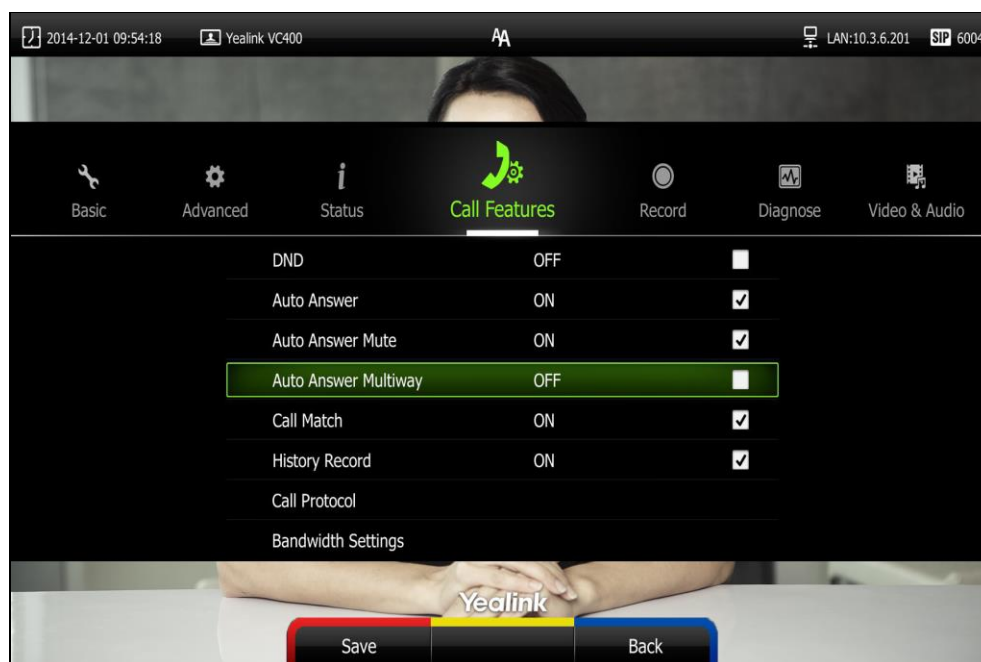 2014-12-01 09:54:18 Yealink VC400 AA LAN:10.3.6.201 SIP 6004
Basic Advanced Status Call Features Record Diagnose Video & Audio
DND OFF
Auto Answer ON
Auto Answer Mute ON
Auto Answer Multiway OFF
Call Match ON
History Record ON
Call Protocol
Bandwidth Settings
Yealink
Save Back